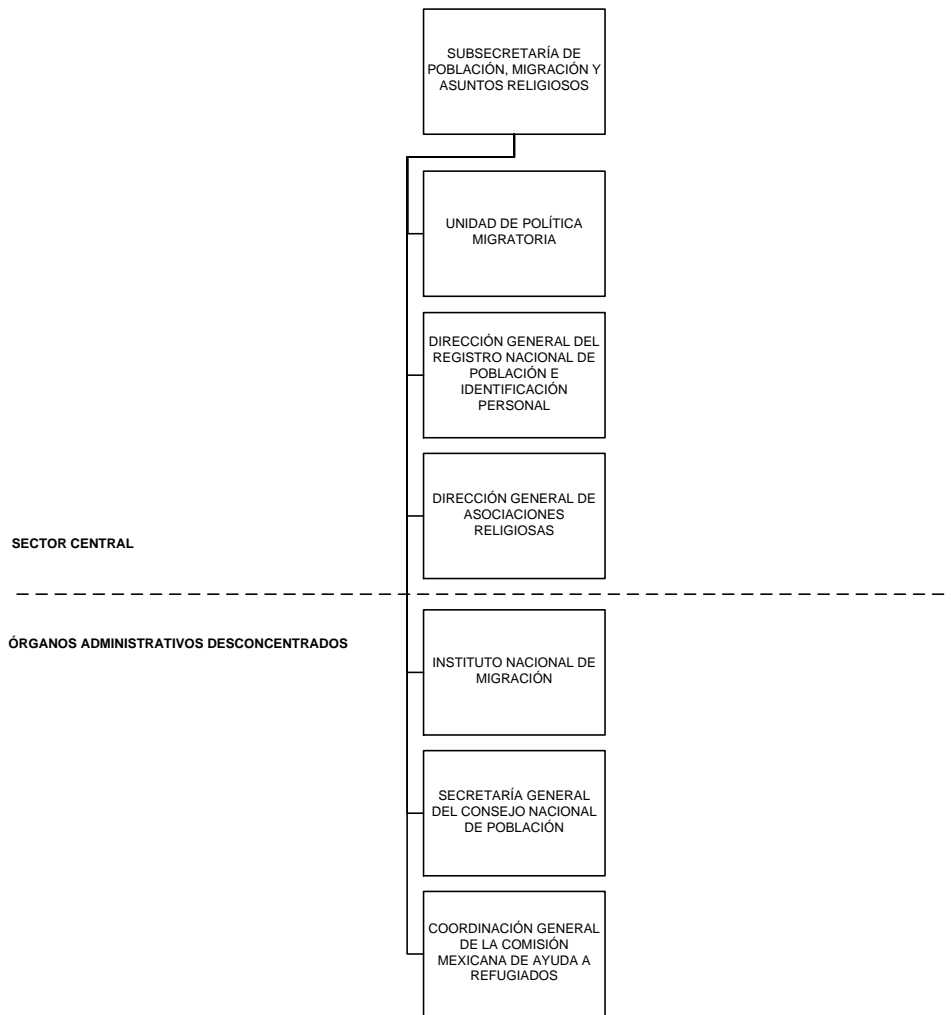 SUBSECRETARÍA DE
POBLACIÓN, MIGRACIÓN Y
ASUNTOS RELIGIOSOS
UNIDAD DE POLÍTICA
MIGRATORIA
DIRECCIÓN GENERAL DEL
REGISTRO NACIONAL DE
POBLACIÓN E
IDENTIFICACIÓN
PERSONAL
DIRECCIÓN GENERAL DE
ASOCIACIONES
RELIGIOSAS
SECTOR CENTRAL
ÓRGANOS ADMINISTRATIVOS DESCONCENTRADOS
INSTITUTO NACIONAL DE
MIGRACIÓN
SECRETARÍA GENERAL
DEL CONSEJO NACIONAL
DE POBLACIÓN
COORDINACIÓN GENERAL
DE LA COMISIÓN
MEXICANA DE AYUDA A
REFUGIADOS